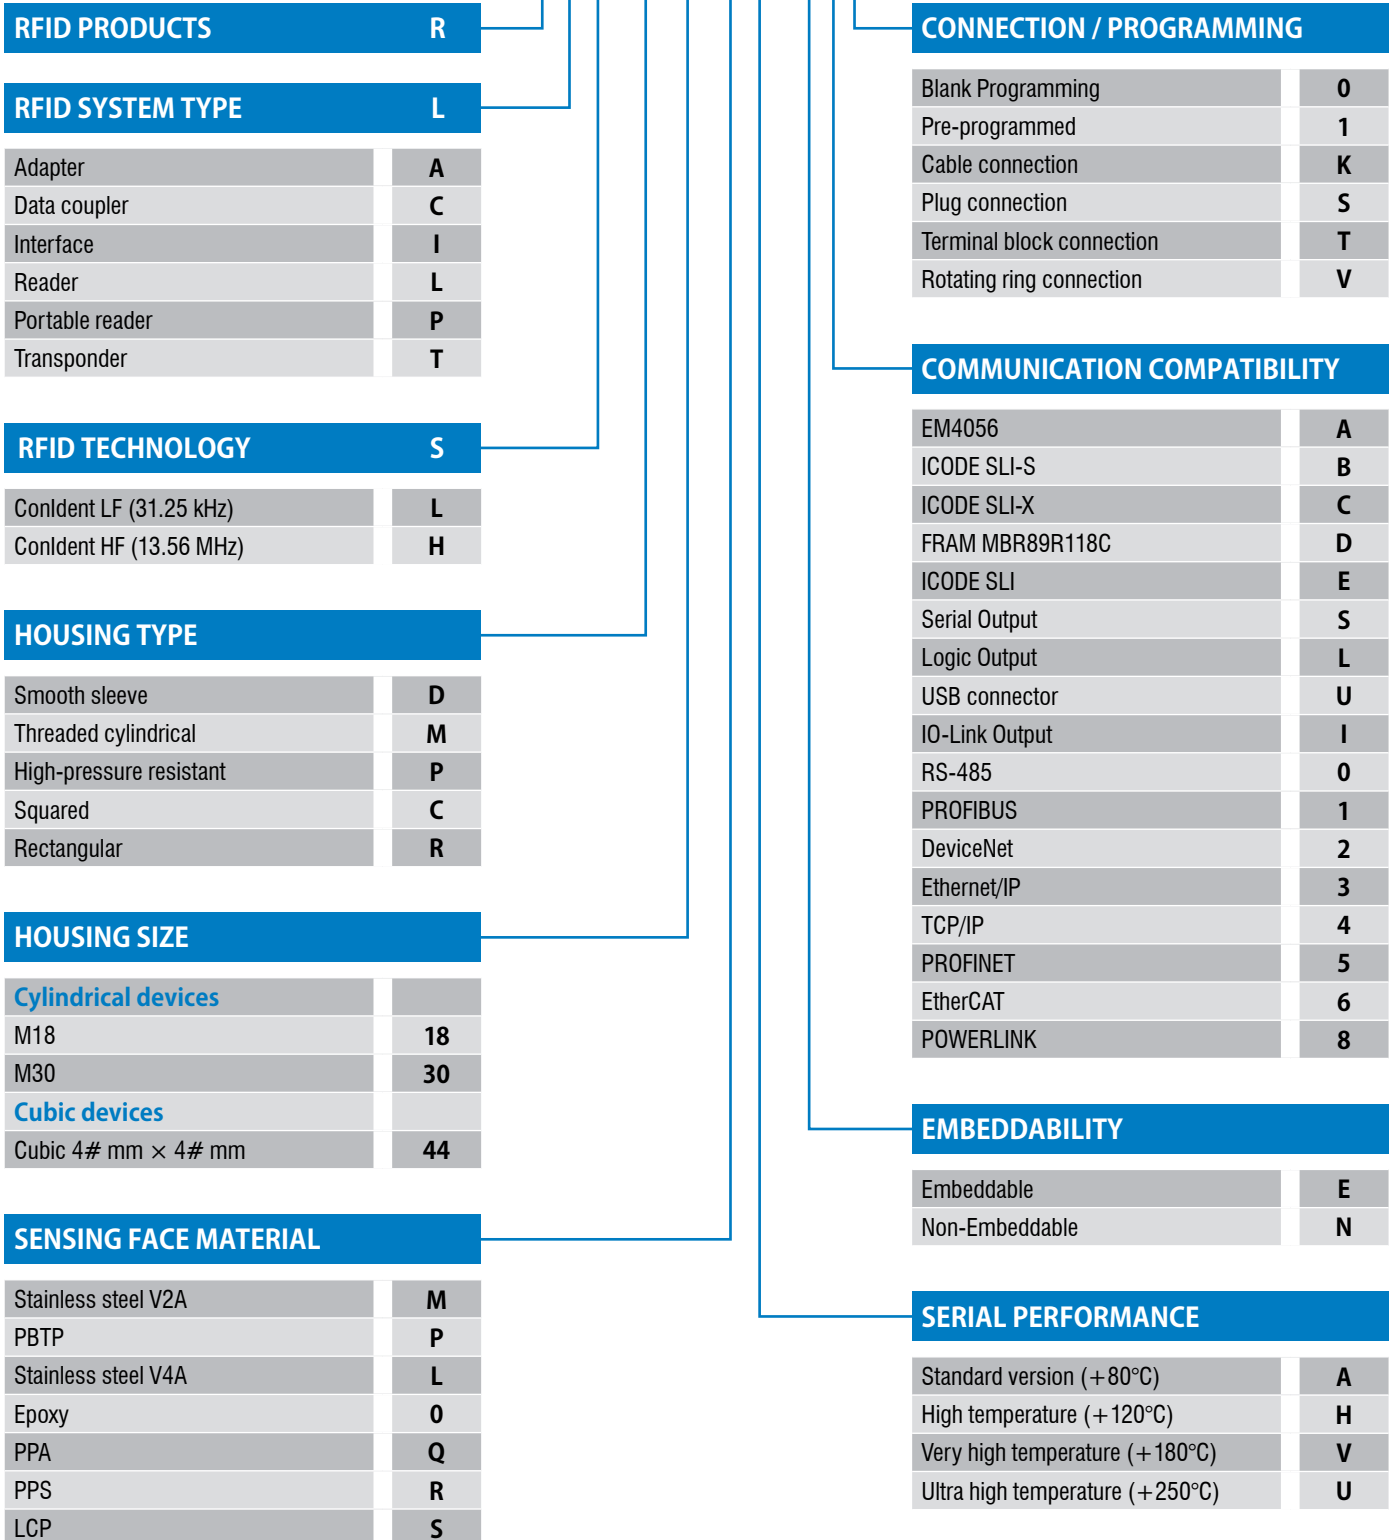 RFID PRODUCTS R
RFID SYSTEM TYPE L
Adapter A
Data coupler C
Interface I
Reader L
Portable reader P
Transponder T
RFID TECHNOLOGY S
ConIdent LF (31.25 kHz) L
ConIdent HF (13.56 MHz) H
HOUSING TYPE
Smooth sleeve D
Threaded cylindrical M
High-pressure resistant P
Squared C
Rectangular R
HOUSING SIZE
Cylindrical devices
M18 18
M30 30
Cubic devices
Cubic 4# mm × 4# mm 44
SENSING FACE MATERIAL
Stainless steel V2A M
PBTP P
Stainless steel V4A L
Epoxy 0
PPA Q
PPS R
LCP S
CONNECTION / PROGRAMMING
Blank Programming 0
Pre-programmed 1
Cable connection K
Plug connection S
Terminal block connection T
Rotating ring connection V
COMMUNICATION COMPATIBILITY
EM4056 A
ICODE SLI-S B
ICODE SLI-X C
FRAM MBR89R118C D
ICODE SLI E
Serial Output S
Logic Output L
USB connector U
IO-Link Output I
RS-485 0
PROFIBUS 1
DeviceNet 2
Ethernet/IP 3
TCP/IP 4
PROFINET 5
EtherCAT 6
POWERLINK 8
EMBEDDABILITY
Embeddable E
Non-Embeddable N
SERIAL PERFORMANCE
Standard version (+80°C) A
High temperature (+120°C) H
Very high temperature (+180°C) V
Ultra high temperature (+250°C) U